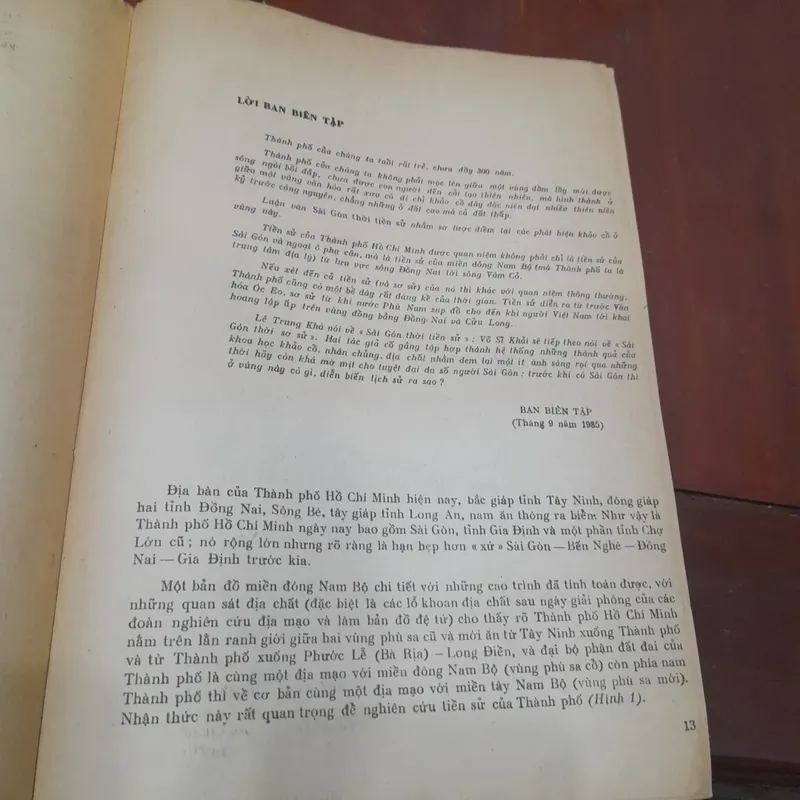 LỜI BAN BIÊN TẬP
Thành phố của chúng ta tuổi rất trẻ, chưa đầy 300 năm.
Thành phố còn chúng ta không phải mọc lên giữa một vùng đầm lầy mới được
sông ngòi bồi đắp, chưa được con người đến cải tạo thiên nhiên, mà hình thành ở
giữa một vùng văn hóa rất xưa có di chỉ khảo cổ dày đặc niên đại nhiều thiên niên
kỷ trước công nguyên, chẳng những ở đất cao mà cả đất thấp.
Luận văn Sài Gòn thời tiền sử nhằm sơ lược điểm lại các phát hiện khảo cổ ở
vùng này.
Tiền sử của Thành phố Hồ Chí Minh được quan niệm không phải chỉ là tiền sử của
Sài Gòn và ngoại ô phụ cận, mà là tiền sử của miền đông Nam Bộ (mà Thành phố ta là
trung tâm địa lý) từ lưu vực sông Đồng Nai tới sông Vàm Cỏ.
Nếu xét đến cả tiền sử (và sơ sử) của nó thì khác với quan niệm thông thường,
Thành phố cũng có một bề dày rất đáng kể của thời gian. Tiền sử diễn ra từ trước Văn
hóa Óc Eo, sơ sử từ khi nước Phù Nam sụp đổ cho đến khi người Việt Nam tới khai
hoang lập ấp trên vùng đồng bằng Đồng Nai và Cửu Long.
Lê Trung Khá nói về « Sài Gòn thời tiền sử » ; Võ Sĩ Khải sẽ tiếp theo nói về « Sài
Gòn thời sơ sử ». Hai tác giả cố gắng tập hợp thành hệ thống những thành quả của
khoa học khảo cổ, nhân chủng, địa chất nhằm đem lại một ít ánh sáng rọi qua những
thời hãy còn khá mờ mịt cho tuyệt đại đa số người Sài Gòn : trước khi có Sài Gòn thì
ở vùng này có gì, diễn biến lịch sử ra sao ?
BAN BIÊN TẬP
(Tháng 9 năm 1985)
Địa bàn của Thành phố Hồ Chí Minh hiện nay, bắc giáp tỉnh Tây Ninh, đông giáp
hai tỉnh Đồng Nai, Sông Bé, tây giáp tỉnh Long An, nam ăn thông ra biển. Như vậy là
Thành phố Hồ Chí Minh ngày nay bao gồm Sài Gòn, tỉnh Gia Định và một phần tỉnh Chợ
Lớn cũ ; nó rộng lớn nhưng rõ ràng là hạn hẹp hơn « xứ » Sài Gòn — Bến Nghé — Đồng
Nai — Gia Định trước kia.
Một bản đồ miền đông Nam Bộ chi tiết với những cao trình đã tính toán được, với
những quan sát địa chất (đặc biệt là các lỗ khoan địa chất sau ngày giải phóng của các
đoàn nghiên cứu địa mạo và làm bản đồ đệ tứ) cho thấy rõ Thành phố Hồ Chí Minh
nằm trên lằn ranh giới giữa hai vùng phù sa cũ và mới ăn từ Tây Ninh xuống Thành phố
và từ Thành phố xuống Phước Lễ (Bà Rịa) — Long Điền, và đại bộ phận đất đai của
Thành phố là cùng một địa mạo với miền đông Nam Bộ (vùng phù sa cổ) còn phía nam
Thành phố thì về cơ bản cùng một địa mạo với miền tây Nam Bộ (vùng phù sa mới).
Nhận thức này rất quan trọng để nghiên cứu tiền sử của Thành phố (Hình 1).
13